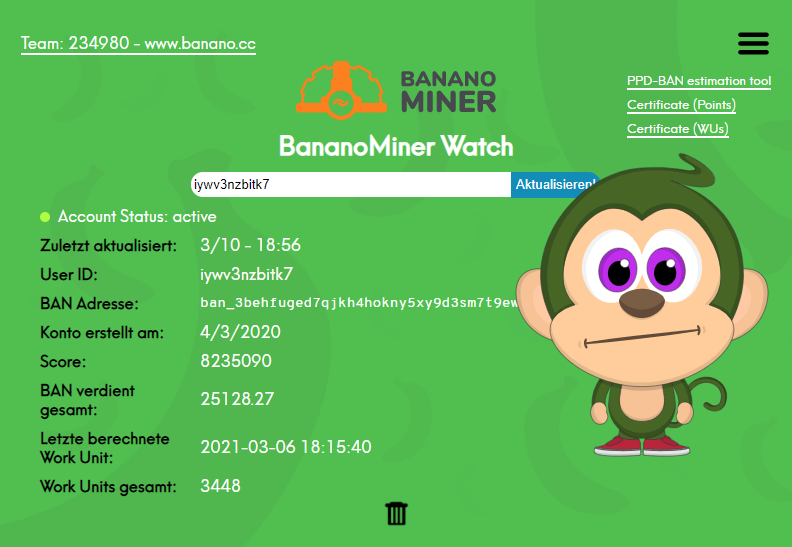 Team: 234980 - www.banano.cc
BANANO
MINER
PPD-BAN estimation tool
Certificate (Points)
Certificate (WUs)
BananoMiner Watch
iywv3nzbitk7 Aktualisieren!
Account Status: active
Zuletzt aktualisiert: 3/10 - 18:56
User ID: iywv3nzbitk7
BAN Adresse: ban_3behfuged7qjkh4hokny5xy9d3sm7t9ew
Konto erstellt am: 4/3/2020
Score: 8235090
BAN verdient
gesamt: 25128.27
Letzte berechnete
Work Unit: 2021-03-06 18:15:40
Work Units gesamt: 3448